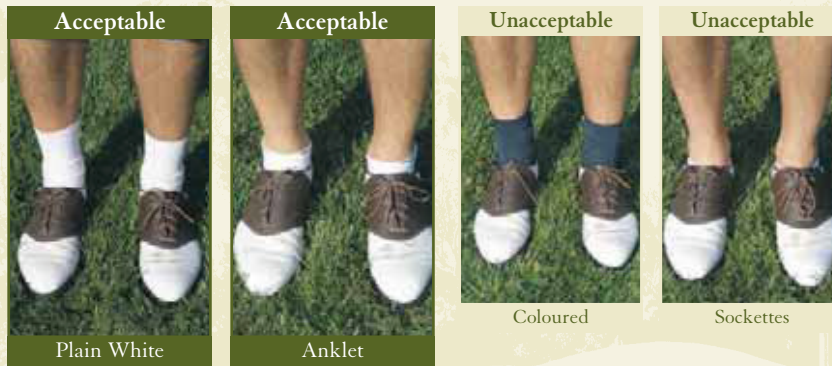 Acceptable
Acceptable
Unacceptable
Unacceptable
Plain White
Anklet
Coloured
Sockettes